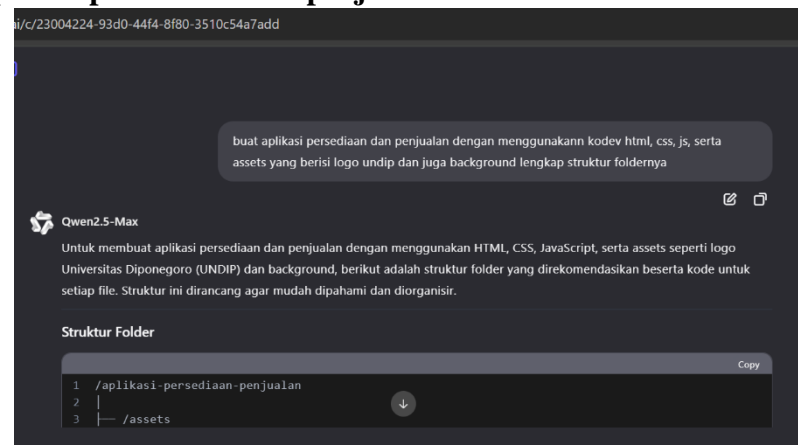 ai/c/23004224-93d0-44f4-8f80-3510c54a7add
buat aplikasi persediaan dan penjualan dengan menggunakann kodev html, css, js, serta
assets yang berisi logo undip dan juga background lengkap struktur foldernya
Qwen2.5-Max
Untuk membuat aplikasi persediaan dan penjualan dengan menggunakan HTML, CSS, JavaScript, serta assets seperti logo
Universitas Diponegoro (UNDIP) dan background, berikut adalah struktur folder yang direkomendasikan beserta kode untuk
setiap file. Struktur ini dirancang agar mudah dipahami dan diorganisir.
Struktur Folder
Copy
1 /aplikasi-persediaan-penjualan
2 │
3 ├── /assets